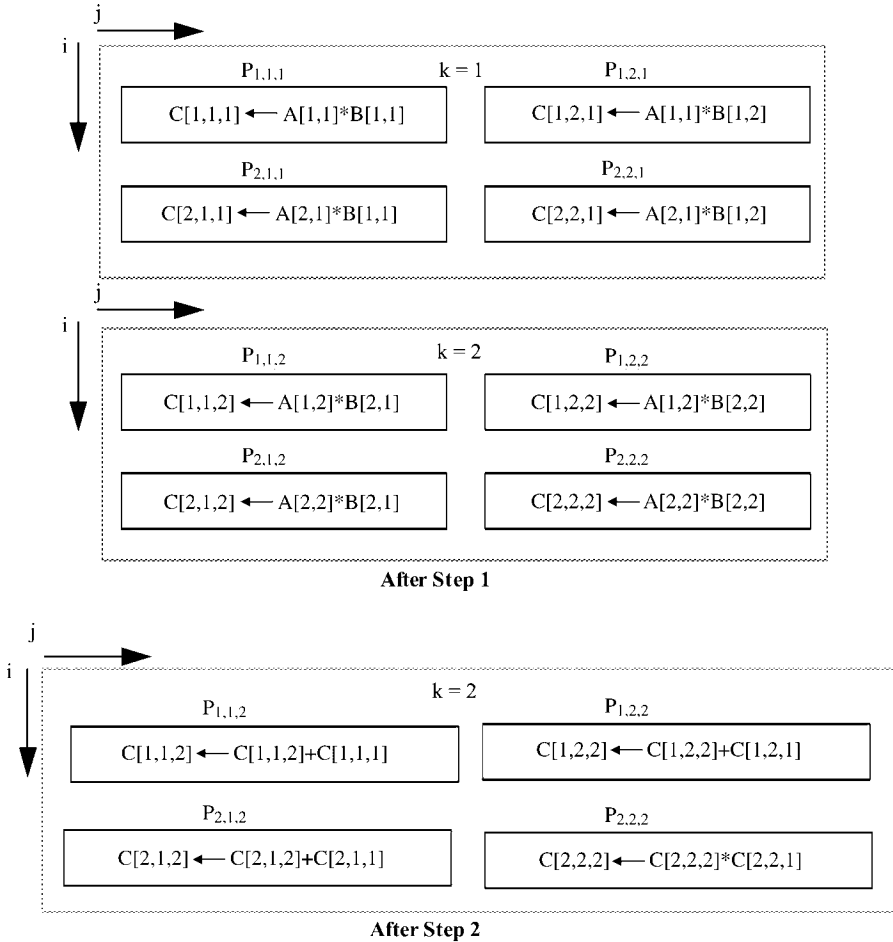 j
i
P1,1,1 k = 1 P1,2,1
C[1,1,1] ← A[1,1]*B[1,1] C[1,2,1] ← A[1,1]*B[1,2]
P2,1,1 P2,2,1
C[2,1,1] ← A[2,1]*B[1,1] C[2,2,1] ← A[2,1]*B[1,2]
j
i
P1,1,2 k = 2 P1,2,2
C[1,1,2] ← A[1,2]*B[2,1] C[1,2,2] ← A[1,2]*B[2,2]
P2,1,2 P2,2,2
C[2,1,2] ← A[2,2]*B[2,1] C[2,2,2] ← A[2,2]*B[2,2]
After Step 1
j
i
P1,1,2 k = 2 P1,2,2
C[1,1,2] ← C[1,1,2]+C[1,1,1] C[1,2,2] ← C[1,2,2]+C[1,2,1]
P2,1,2 P2,2,2
C[2,1,2] ← C[2,1,2]+C[2,1,1] C[2,2,2] ← C[2,2,2]*C[2,2,1]
After Step 2